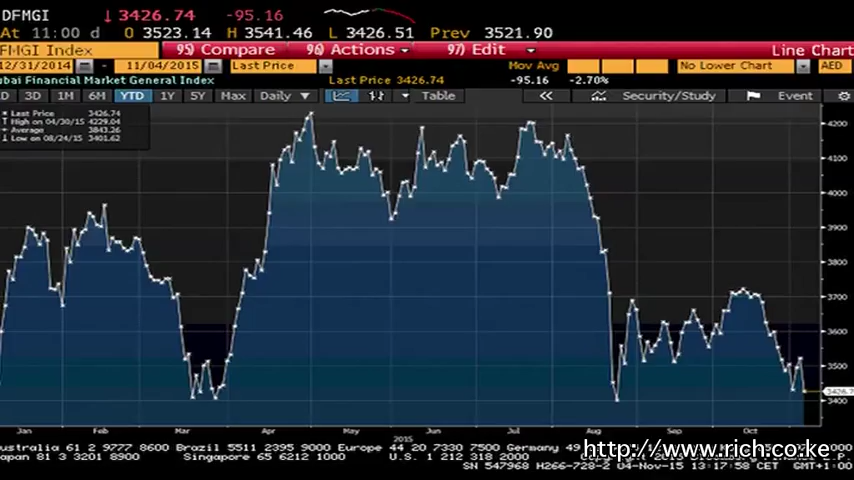 DFMGI ↓ 3426.74 -95.16
At 11:00 d O 3523.14 H 3541.46 L 3426.51 Prev 3521.90
FMGI Index 95) Compare 96) Actions 97) Edit Line Chart
12/31/2014 - 11/04/2015 Last Price Mov Avg No Lower Chart AED
ubai Financial Market General Index Last Price 3426.74 -95.16 -2.70%
D 3D 1M 6M YTD 1Y 5Y Max Daily ▼ Table « Security/Study Event
Last Price 3426.74
High on 04/30/15 4229.04
Average 3843.26
Low on 08/24/15 3401.62
4200
4100
4000
3900
3800
3700
3600
3500
3426.7
3400
Jan Feb Mar Apr May Jun Jul Aug Sep Oct
2015
ustralia 61 2 9777 8600 Brazil 5511 2395 9000 Europe 44 20 7330 7500 Germany 49
apan 81 3 3201 8900 Singapore 65 6212 1000 U.S. 1 212 318 2000
http://www.rich.co.ke
SN 547968 H266-728-2 04-Nov-15 13:17:58 CET GMT+1:00